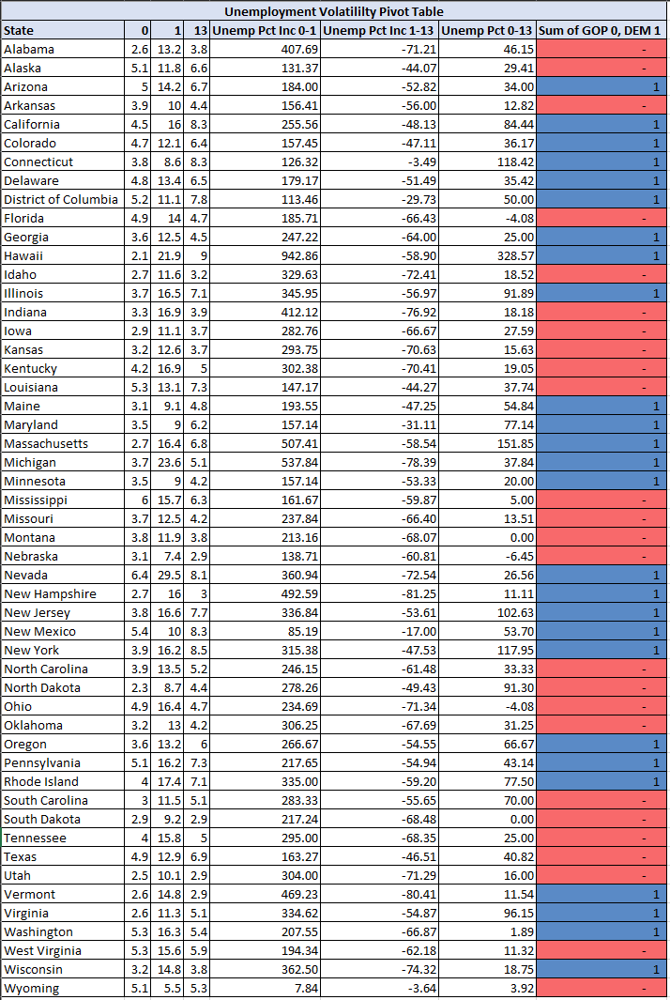 Unemployment Volatililty Pivot Table
State 0 1 13 Unemp Pct Inc 0-1 Unemp Pct Inc 1-13 Unemp Pct 0-13 Sum of GOP 0, DEM 1
Alabama 2.6 13.2 3.8 407.69 -71.21 46.15 -
Alaska 5.1 11.8 6.6 131.37 -44.07 29.41 -
Arizona 5 14.2 6.7 184.00 -52.82 34.00 1
Arkansas 3.9 10 4.4 156.41 -56.00 12.82 -
California 4.5 16 8.3 255.56 -48.13 84.44 1
Colorado 4.7 12.1 6.4 157.45 -47.11 36.17 1
Connecticut 3.8 8.6 8.3 126.32 -3.49 118.42 1
Delaware 4.8 13.4 6.5 179.17 -51.49 35.42 1
District of Columbia 5.2 11.1 7.8 113.46 -29.73 50.00 1
Florida 4.9 14 4.7 185.71 -66.43 -4.08 -
Georgia 3.6 12.5 4.5 247.22 -64.00 25.00 1
Hawaii 2.1 21.9 9 942.86 -58.90 328.57 1
Idaho 2.7 11.6 3.2 329.63 -72.41 18.52 -
Illinois 3.7 16.5 7.1 345.95 -56.97 91.89 1
Indiana 3.3 16.9 3.9 412.12 -76.92 18.18 -
Iowa 2.9 11.1 3.7 282.76 -66.67 27.59 -
Kansas 3.2 12.6 3.7 293.75 -70.63 15.63 -
Kentucky 4.2 16.9 5 302.38 -70.41 19.05 -
Louisiana 5.3 13.1 7.3 147.17 -44.27 37.74 -
Maine 3.1 9.1 4.8 193.55 -47.25 54.84 1
Maryland 3.5 9 6.2 157.14 -31.11 77.14 1
Massachusetts 2.7 16.4 6.8 507.41 -58.54 151.85 1
Michigan 3.7 23.6 5.1 537.84 -78.39 37.84 1
Minnesota 3.5 9 4.2 157.14 -53.33 20.00 1
Mississippi 6 15.7 6.3 161.67 -59.87 5.00 -
Missouri 3.7 12.5 4.2 237.84 -66.40 13.51 -
Montana 3.8 11.9 3.8 213.16 -68.07 0.00 -
Nebraska 3.1 7.4 2.9 138.71 -60.81 -6.45 -
Nevada 6.4 29.5 8.1 360.94 -72.54 26.56 1
New Hampshire 2.7 16 3 492.59 -81.25 11.11 1
New Jersey 3.8 16.6 7.7 336.84 -53.61 102.63 1
New Mexico 5.4 10 8.3 85.19 -17.00 53.70 1
New York 3.9 16.2 8.5 315.38 -47.53 117.95 1
North Carolina 3.9 13.5 5.2 246.15 -61.48 33.33 -
North Dakota 2.3 8.7 4.4 278.26 -49.43 91.30 -
Ohio 4.9 16.4 4.7 234.69 -71.34 -4.08 -
Oklahoma 3.2 13 4.2 306.25 -67.69 31.25 -
Oregon 3.6 13.2 6 266.67 -54.55 66.67 1
Pennsylvania 5.1 16.2 7.3 217.65 -54.94 43.14 1
Rhode Island 4 17.4 7.1 335.00 -59.20 77.50 1
South Carolina 3 11.5 5.1 283.33 -55.65 70.00 -
South Dakota 2.9 9.2 2.9 217.24 -68.48 0.00 -
Tennessee 4 15.8 5 295.00 -68.35 25.00 -
Texas 4.9 12.9 6.9 163.27 -46.51 40.82 -
Utah 2.5 10.1 2.9 304.00 -71.29 16.00 -
Vermont 2.6 14.8 2.9 469.23 -80.41 11.54 1
Virginia 2.6 11.3 5.1 334.62 -54.87 96.15 1
Washington 5.3 16.3 5.4 207.55 -66.87 1.89 1
West Virginia 5.3 15.6 5.9 194.34 -62.18 11.32 -
Wisconsin 3.2 14.8 3.8 362.50 -74.32 18.75 1
Wyoming 5.1 5.5 5.3 7.84 -3.64 3.92 -